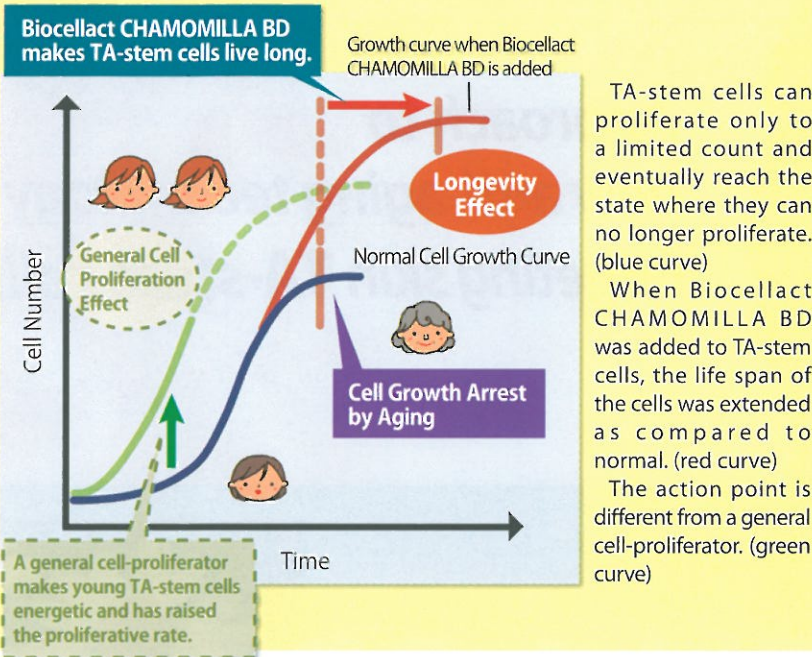 Biocellact CHAMOMILLA BD
makes TA-stem cells live long.
Growth curve when Biocellact
CHAMOMILLA BD is added
Longevity
Effect
General Cell
Proliferation
Effect
Normal Cell Growth Curve
Cell Number
Cell Growth Arrest
by Aging
Time
A general cell-proliferator
makes young TA-stem cells
energetic and has raised
the proliferative rate.
TA-stem cells can
proliferate only to
a limited count and
eventually reach the
state where they can
no longer proliferate.
(blue curve)
When Biocellact
CHAMOMILLA BD
was added to TA-stem
cells, the life span of
the cells was extended
as compared to
normal. (red curve)
The action point is
different from a general
cell-proliferator. (green
curve)